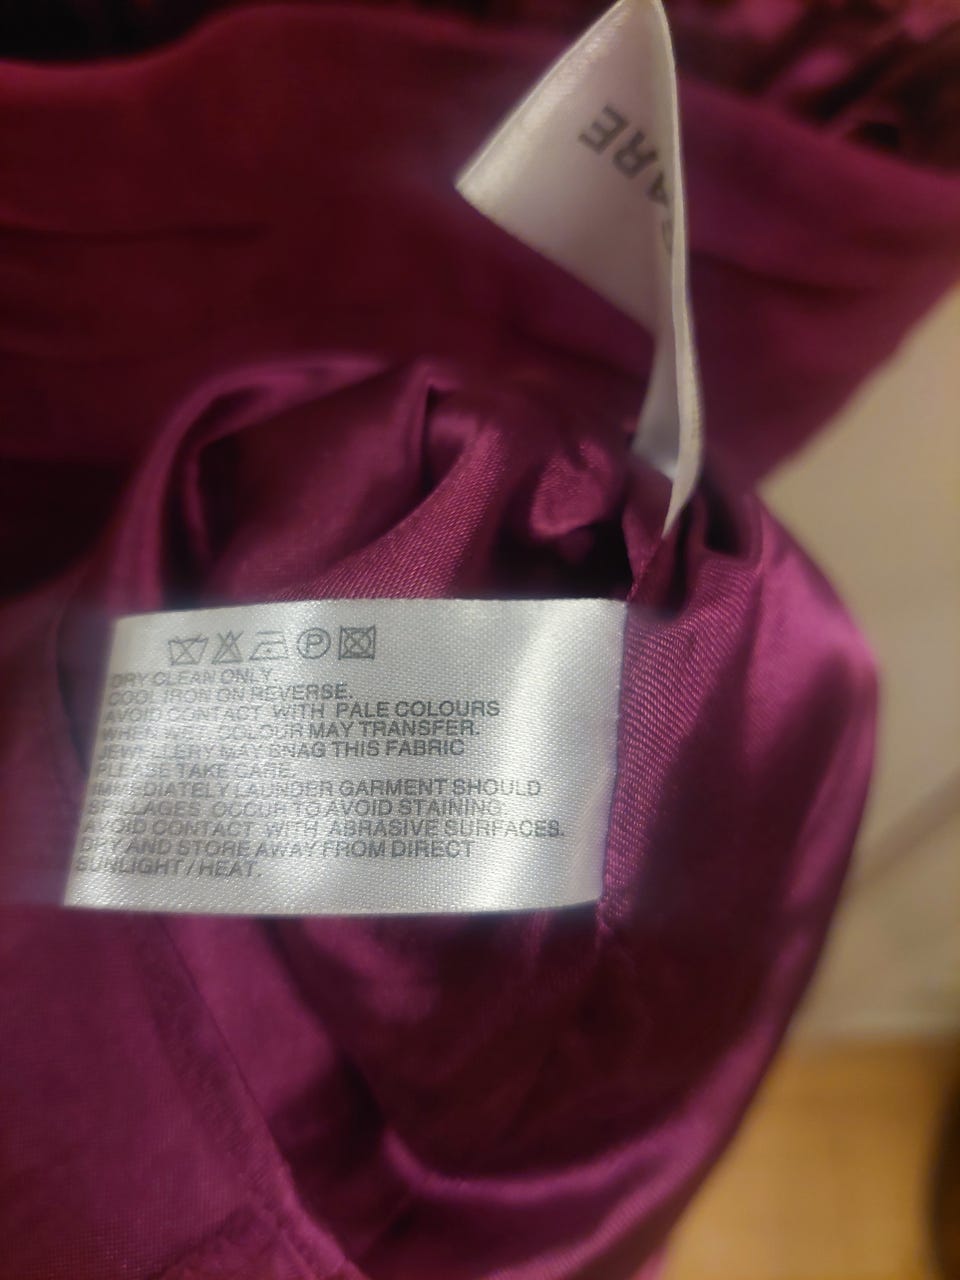 ARE
P
DRY CLEAN ONLY.
COOL IRON ON REVERSE.
AVOID CONTACT WITH PALE COLOURS
WHEN WET COLOUR MAY TRANSFER.
JEWELLERY MAY SNAG THIS FABRIC
PLEASE TAKE CARE.
IMMEDIATELY LAUNDER GARMENT SHOULD
SPILLAGES OCCUR TO AVOID STAINING.
AVOID CONTACT WITH ABRASIVE SURFACES.
DRY AND STORE AWAY FROM DIRECT
SUNLIGHT / HEAT.